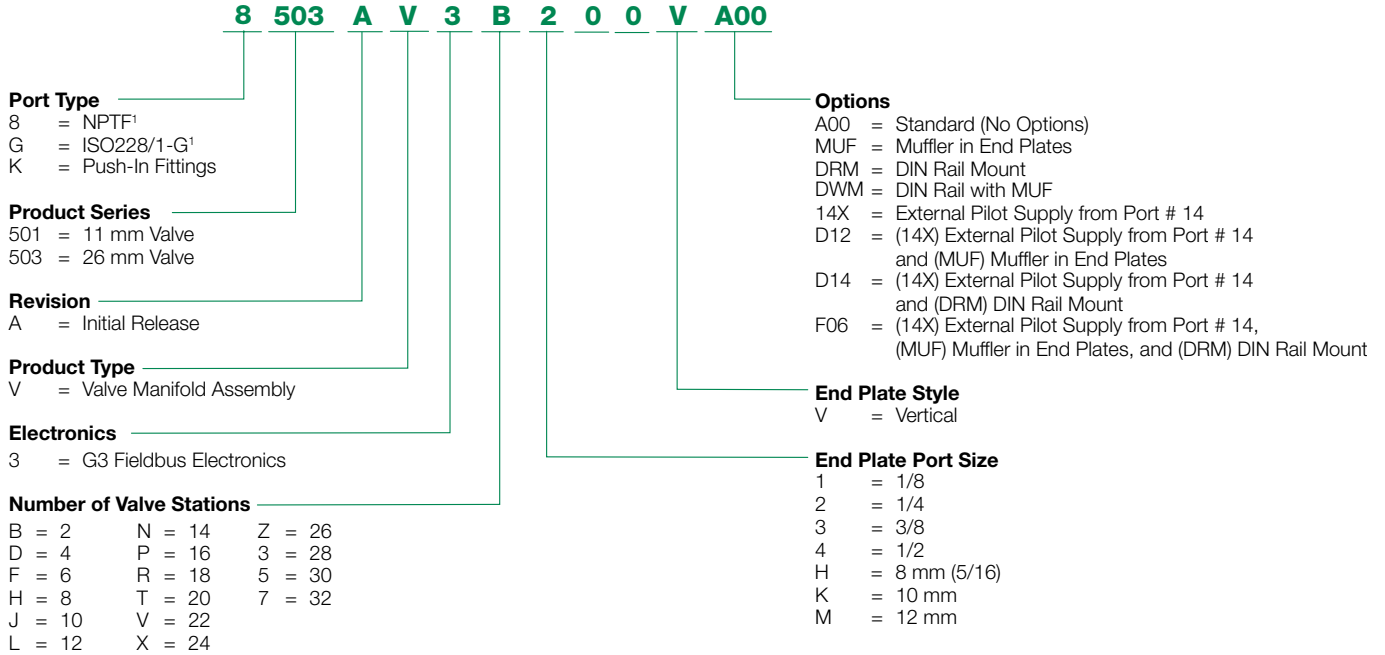 8 503 A V 3 B 2 0 0 V A00
Port Type
8 = NPTF1
G = ISO228/1-G1
K = Push-In Fittings
Product Series
501 = 11 mm Valve
503 = 26 mm Valve
Revision
A = Initial Release
Product Type
V = Valve Manifold Assembly
Electronics
3 = G3 Fieldbus Electronics
Number of Valve Stations
B = 2 N = 14 Z = 26
D = 4 P = 16 3 = 28
F = 6 R = 18 5 = 30
H = 8 T = 20 7 = 32
J = 10 V = 22
L = 12 X = 24
Options
A00 = Standard (No Options)
MUF = Muffler in End Plates
DRM = DIN Rail Mount
DWM = DIN Rail with MUF
14X = External Pilot Supply from Port # 14
D12 = (14X) External Pilot Supply from Port # 14
and (MUF) Muffler in End Plates
D14 = (14X) External Pilot Supply from Port # 14
and (DRM) DIN Rail Mount
F06 = (14X) External Pilot Supply from Port # 14,
(MUF) Muffler in End Plates, and (DRM) DIN Rail Mount
End Plate Style
V = Vertical
End Plate Port Size
1 = 1/8
2 = 1/4
3 = 3/8
4 = 1/2
H = 8 mm (5/16)
K = 10 mm
M = 12 mm